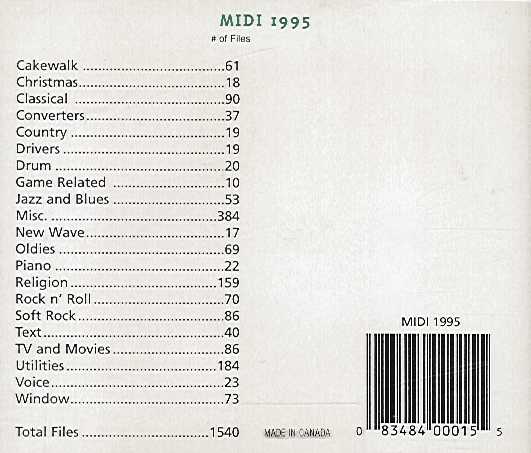 MIDI 1995
# of Files
Cakewalk ....................................61
Christmas.....................................18
Classical ......................................90
Converters...................................37
Country .......................................19
Drivers .........................................19
Drum ...........................................20
Game Related ............................10
Jazz and Blues ............................53
Misc. ..........................................384
New Wave...................................17
Oldies ..........................................69
Piano ...........................................22
Religion......................................159
Rock n' Roll.................................70
Soft Rock.....................................86
Text..............................................40
TV and Movies ............................86
Utilities.......................................184
Voice............................................23
Window.......................................73
Total Files .................................1540
MIDI 1995
MADE IN CANADA
0 83484 00015 5